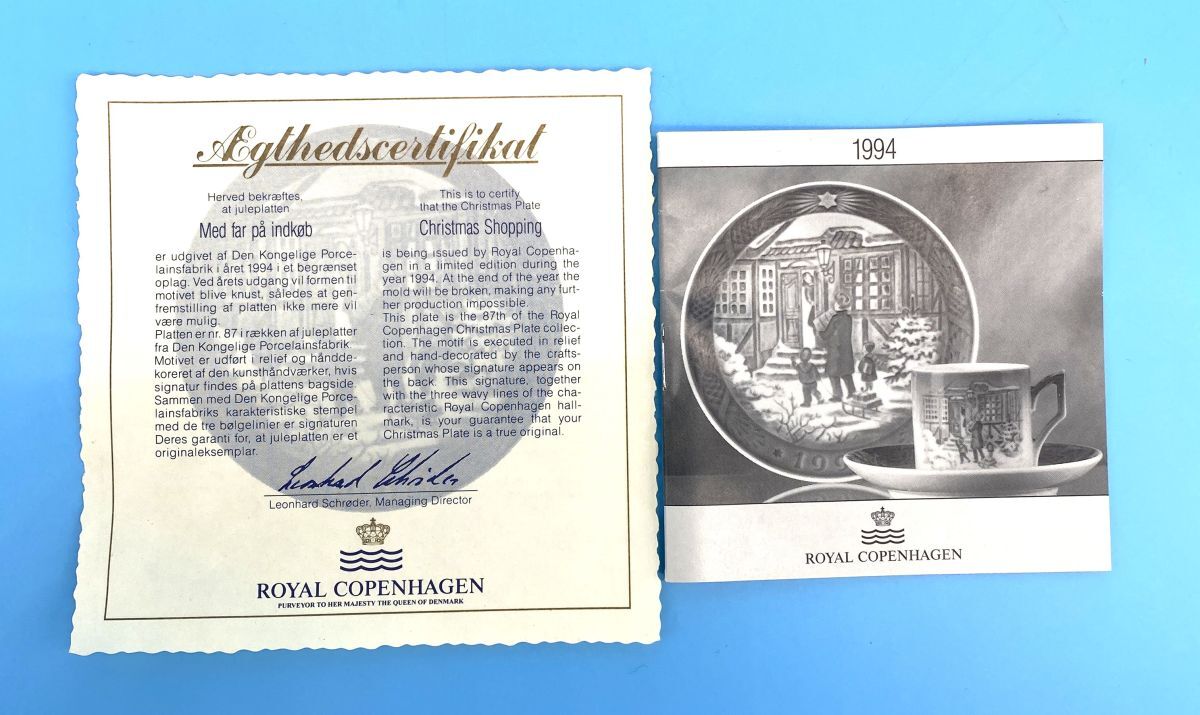 Ægthedscertifikat
Herved bekræftes,
at juleplatten
Med far på indkøb
er udgivet af Den Kongelige Porce-
lainsfabrik i året 1994 i et begrænset
oplag. Ved årets udgang vil formen til
motivet blive knust, således at gen-
fremstilling af platten ikke mere vil
være mulig.
Platten er nr. 87 i rækken af juleplatter
fra Den Kongelige Porcelainsfabrik.
Motivet er udført i relief og håndde-
koreret af den kunsthåndværker, hvis
signatur findes på plattens bagside.
Sammen med Den Kongelige Porce-
lainsfabriks karakteristiske stempel
med de tre bølgelinier er signaturen
Deres garanti for, at juleplatten er et
originaleksemplar.
This is to certify
that the Christmas Plate
Christmas Shopping
is being issued by Royal Copenha-
gen in a limited edition during the
year 1994. At the end of the year the
mold will be broken, making any furt-
her production impossible.
This plate is the 87th of the Royal
Copenhagen Christmas Plate collec-
tion. The motif is executed in relief
and hand-decorated by the crafts-
person whose signature appears on
the back. This signature, together
with the three wavy lines of the cha-
racteristic Royal Copenhagen hall-
mark, is your guarantee that your
Christmas Plate is a true original.
Leonhard Schrøder
Leonhard Schrøder, Managing Director
ROYAL COPENHAGEN
PURVEYOR TO HER MAJESTY THE QUEEN OF DENMARK
1994
ROYAL COPENHAGEN